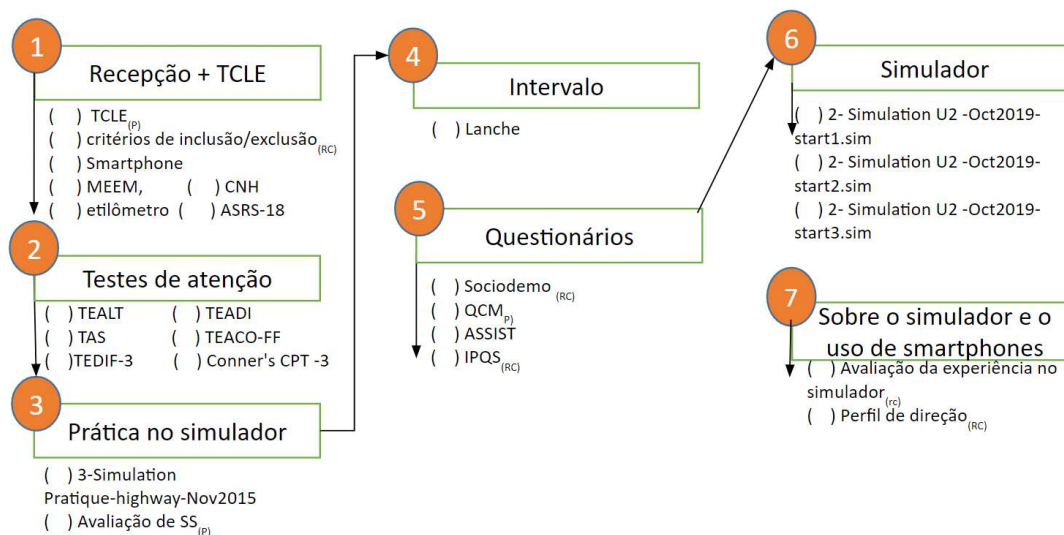 1
Recepção + TCLE
( ) TCLE(P)
( ) critérios de inclusão/exclusão(RC)
( ) Smartphone
( ) MEEM, ( ) CNH
( ) etilômetro ( ) ASRS-18
2
Testes de atenção
( ) TEALT ( ) TEADI
( ) TAS ( ) TEACO-FF
( )TEDIF-3 ( ) Conner's CPT -3
3
Prática no simulador
( ) 3-Simulation
Pratique-highway-Nov2015
( ) Avaliação de SS(P)
4
Intervalo
( ) Lanche
5
Questionários
( ) Sociodemo (RC)
( ) QCM P)
( ) ASSIST
( ) IPQS(RC)
6
Simulador
( ) 2- Simulation U2 -Oct2019-
start1.sim
( ) 2- Simulation U2 -Oct2019-
start2.sim
( ) 2- Simulation U2 -Oct2019-
start3.sim
7
Sobre o simulador e o
uso de smartphones
( ) Avaliação da experiência no
simulador(rc)
( ) Perfil de direção(RC)